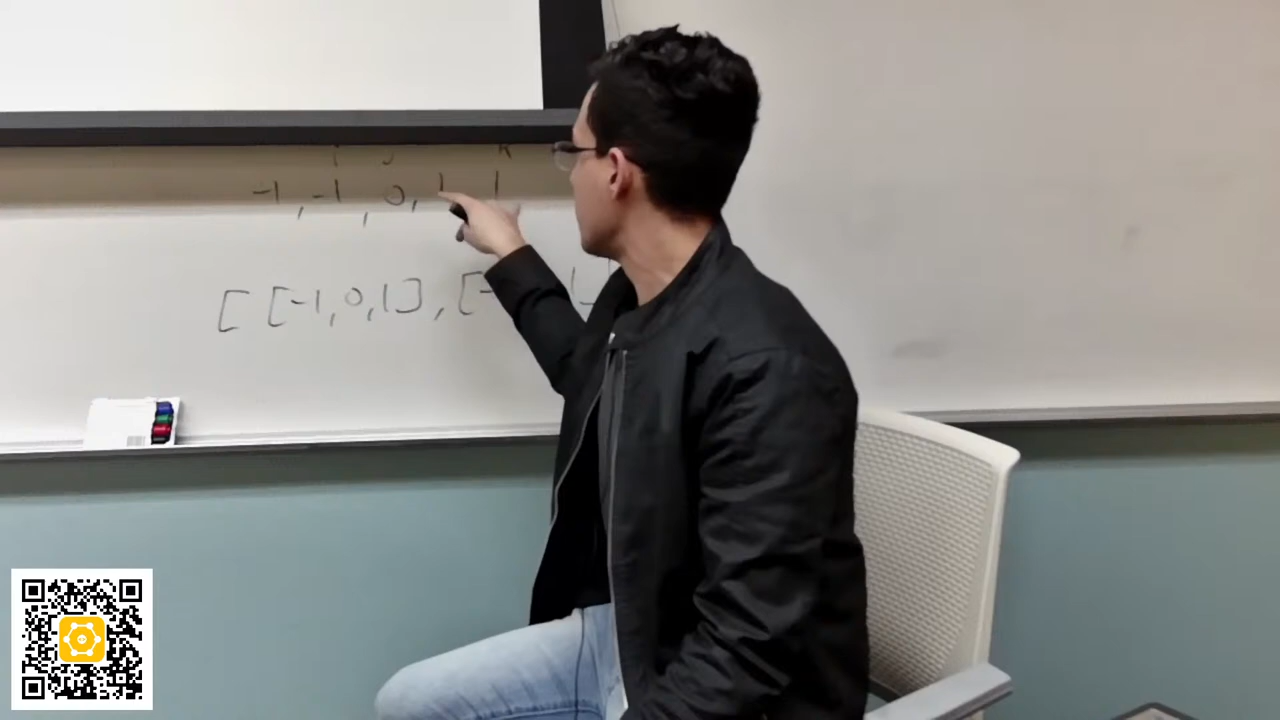 i j k
-1, -1, 0, 1 1
[ [-1,0,1], [-